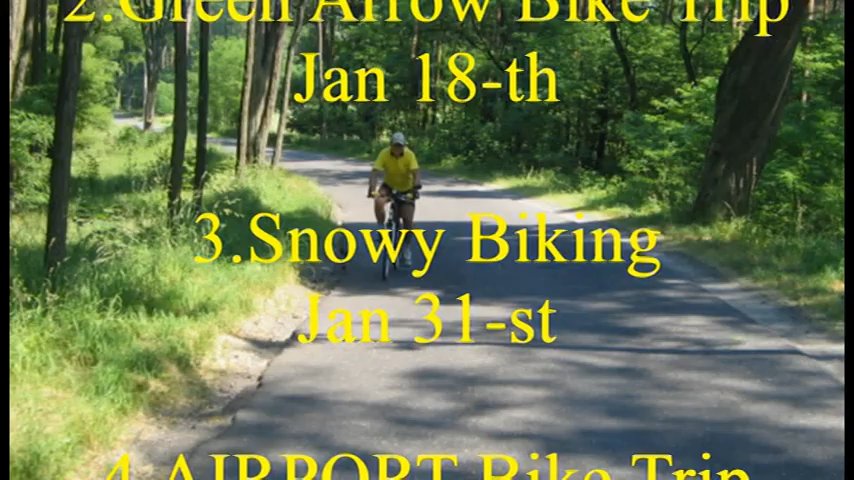 2.Green Arrow Bike Trip
Jan 18-th
3.Snowy Biking
Jan 31-st
4.AIRPORT Bike Trip